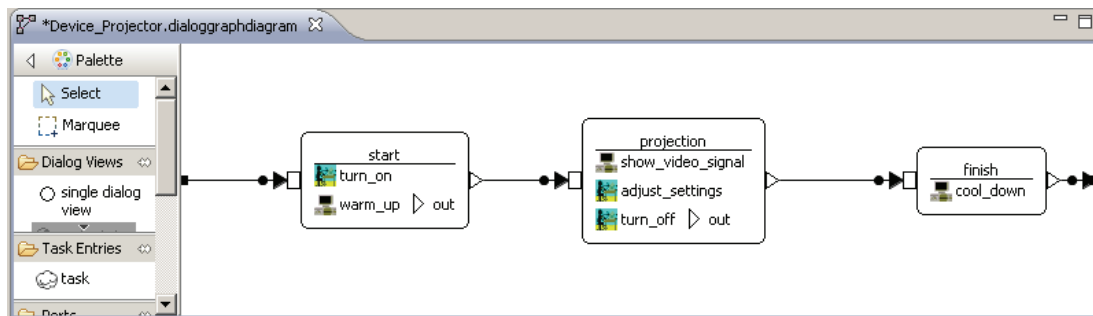 *Device_Projector.dialoggraphdiagram
Palette
Select
Marquee
Dialog Views
single dialog
view
Task Entries
task
start
turn_on
warm_up out
projection
show_video_signal
adjust_settings
turn_off out
finish
cool_down